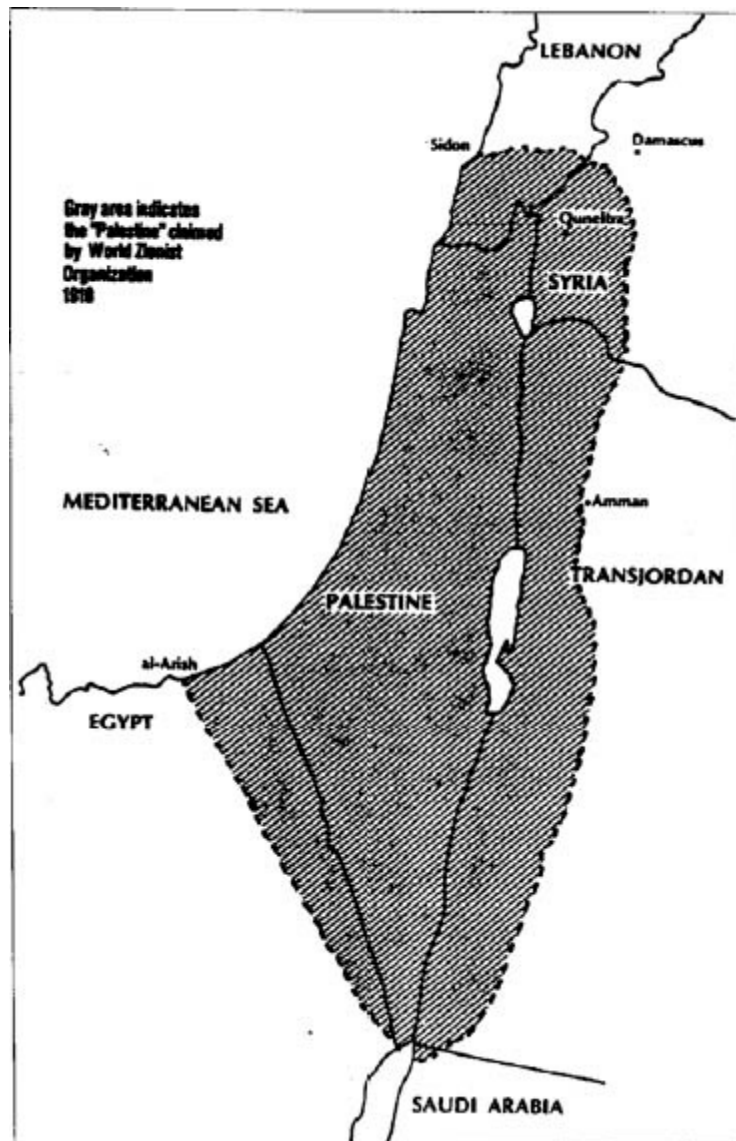 LEBANON
Sidon
Damascus
Gray area indicates
the "Palestine" claimed
by World Zionist
Organization
1919
Quneitra
SYRIA
MEDITERRANEAN SEA
Amman
TRANSJORDAN
PALESTINE
al-Arish
EGYPT
SAUDI ARABIA